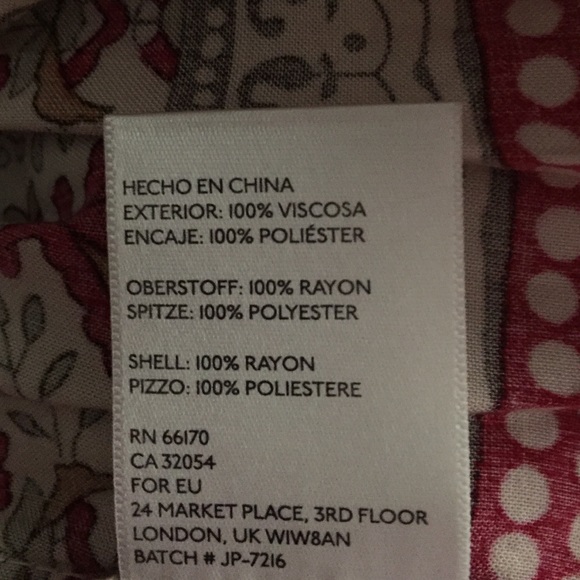 HECHO EN CHINA
EXTERIOR: 100% VISCOSA
ENCAJE: 100% POLIÉSTER
OBERSTOFF: 100% RAYON
SPITZE: 100% POLYESTER
SHELL: 100% RAYON
PIZZO: 100% POLIESTERE
RN 66170
CA 32054
FOR EU
24 MARKET PLACE, 3RD FLOOR
LONDON, UK WIW8AN
BATCH # JP-7216